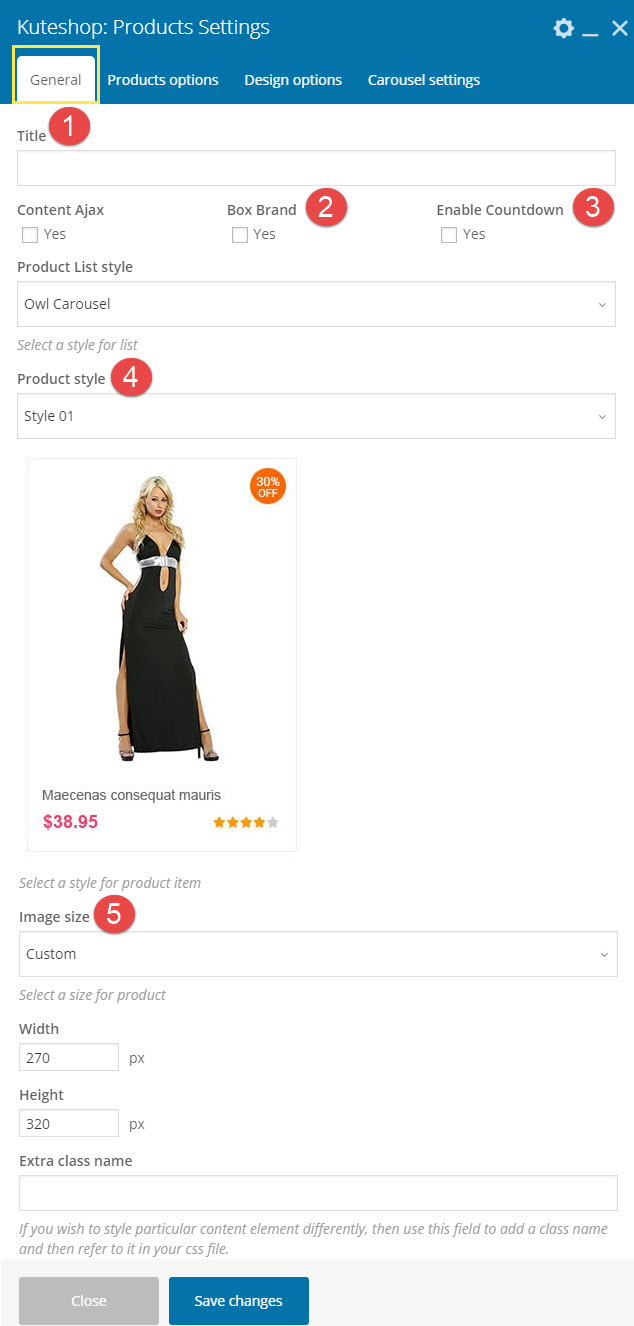 Kuteshop: Products Settings
General Products options Design options Carousel settings
Title 1
Content Ajax Box Brand 2 Enable Countdown 3
Yes Yes Yes
Product List style
Owl Carousel
Select a style for list
Product style 4
Style 01
30%
OFF
Maecenas consequat mauris
$38.95
Select a style for product item
Image size 5
Custom
Select a size for product
Width
270 px
Height
320 px
Extra class name
If you wish to style particular content element differently, then use this field to add a class name
and then refer to it in your css file.
Close Save changes